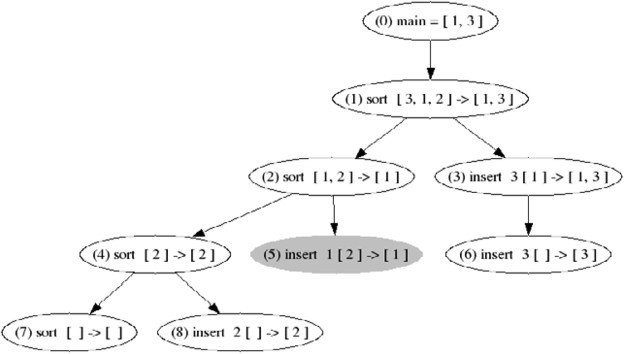 (0) main = [ 1, 3 ]
(1) sort [ 3, 1, 2 ] -> [ 1, 3 ]
(2) sort [ 1, 2 ] -> [ 1 ]
(3) insert 3 [ 1 ] -> [ 1, 3 ]
(4) sort [ 2 ] -> [ 2 ]
(5) insert 1 [ 2 ] -> [ 1 ]
(6) insert 3 [ ] -> [ 3 ]
(7) sort [ ] -> [ ]
(8) insert 2 [ ] -> [ 2 ]